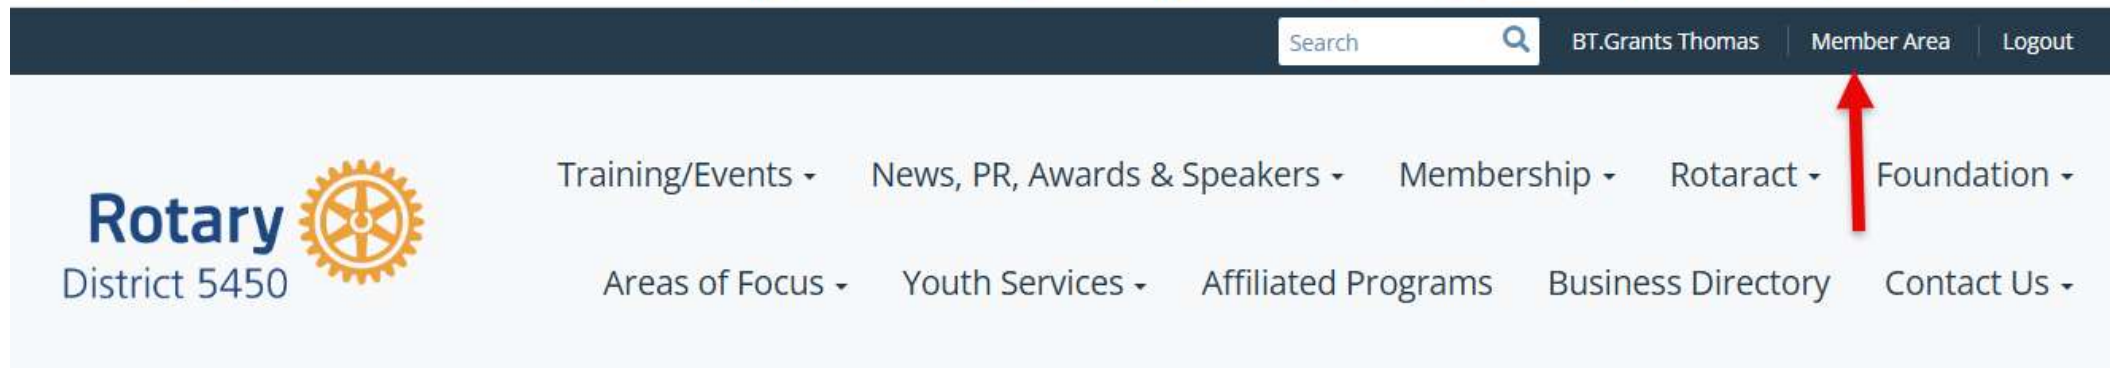 Search BT.Grants Thomas Member Area Logout
Training/Events News, PR, Awards & Speakers Membership Rotaract Foundation
Rotary
District 5450
Areas of Focus Youth Services Affiliated Programs Business Directory Contact Us